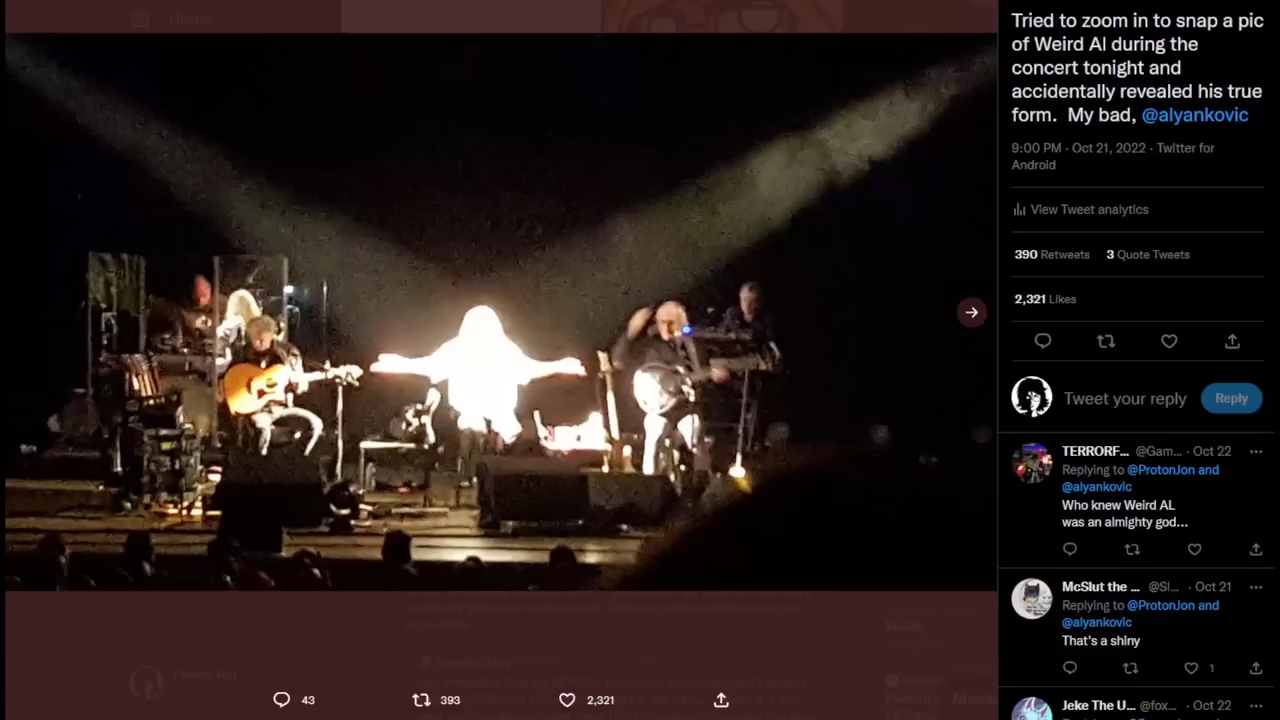 Home
Tried to zoom in to snap a pic
of Weird Al during the
concert tonight and
accidentally revealed his true
form. My bad, @alyankovic
9:00 PM · Oct 21, 2022 · Twitter for
Android
View Tweet analytics
390 Retweets 3 Quote Tweets
2,321 Likes
Tweet your reply Reply
TERRORF... @Gam... · Oct 22
Replying to @ProtonJon and
@alyankovic
Who knew Weird AL
was an almighty god...
McSlut the ... @Sl... · Oct 21
Replying to @ProtonJon and
@alyankovic
That's a shiny
1
Jeke The U... @fox... · Oct 22
43 393 2,321